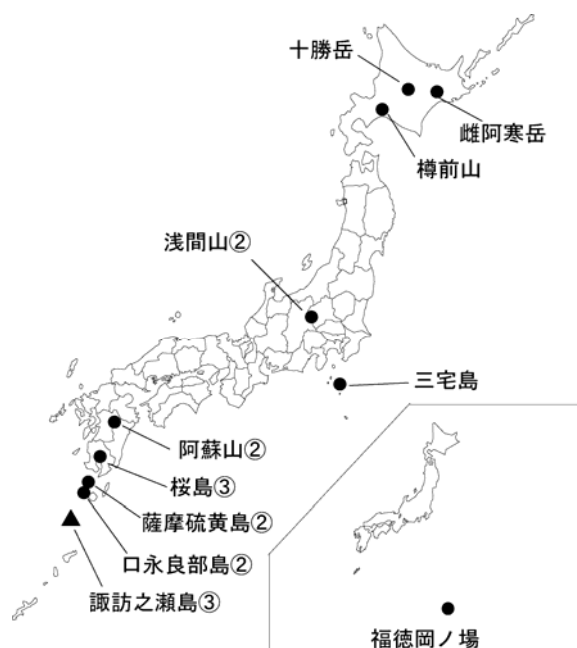 十勝岳
雌阿寒岳
樽前山
浅間山②
三宅島
阿蘇山②
桜島③
薩摩硫黄島②
口永良部島②
諏訪之瀬島③
福徳岡ノ場